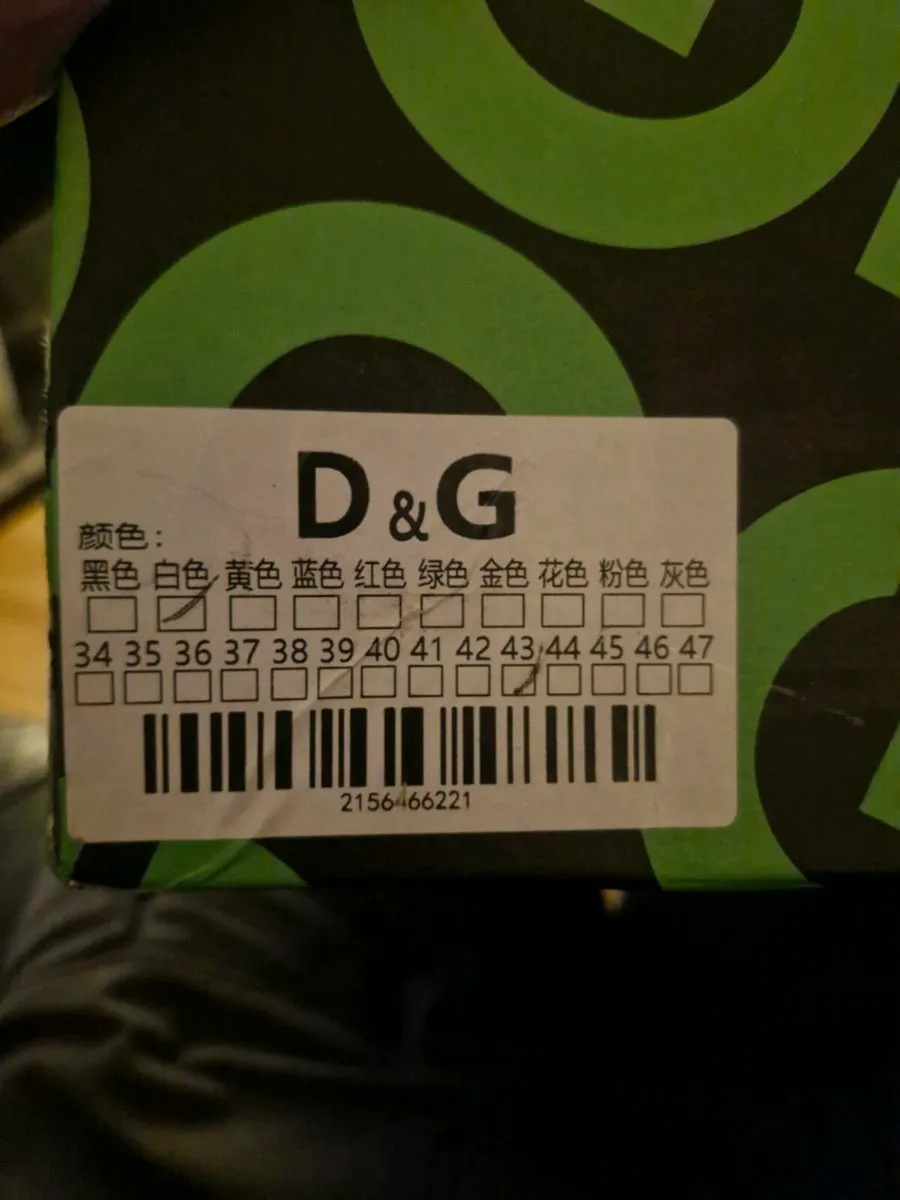 D & G
颜色:
黑色 白色 黄色 蓝色 红色 绿色 金色 花色 粉色 灰色
34 35 36 37 38 39 40 41 42 43 44 45 46 47
2156466221